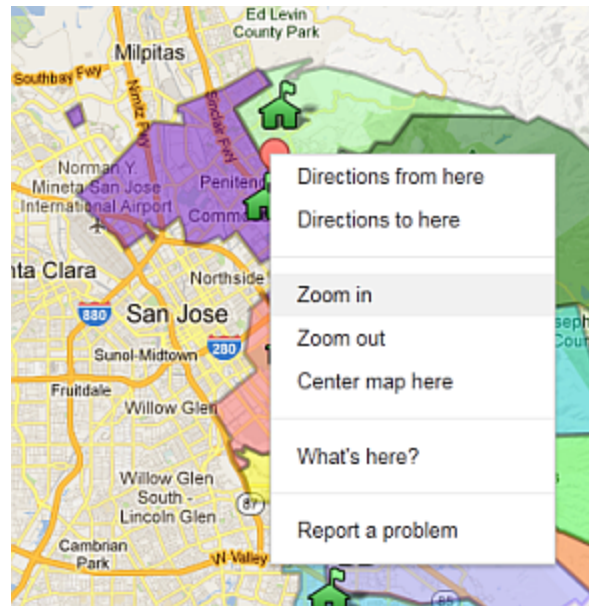 Ed Levin
County Park
Milpitas
Southbay Fwy
Nimitz Fwy
Sinclair Fwy
Norman Y.
Mineta San Jose
International Airport
Directions from here
Directions to here
nta Clara
Northside
Zoom in
880
San Jose
Zoom out
Sunol-Midtown
280
Center map here
Fruitdale
Willow Glen
What's here?
Willow Glen
South -
Lincoln Glen
87
Report a problem
Cambrian
Park
W Valley
85